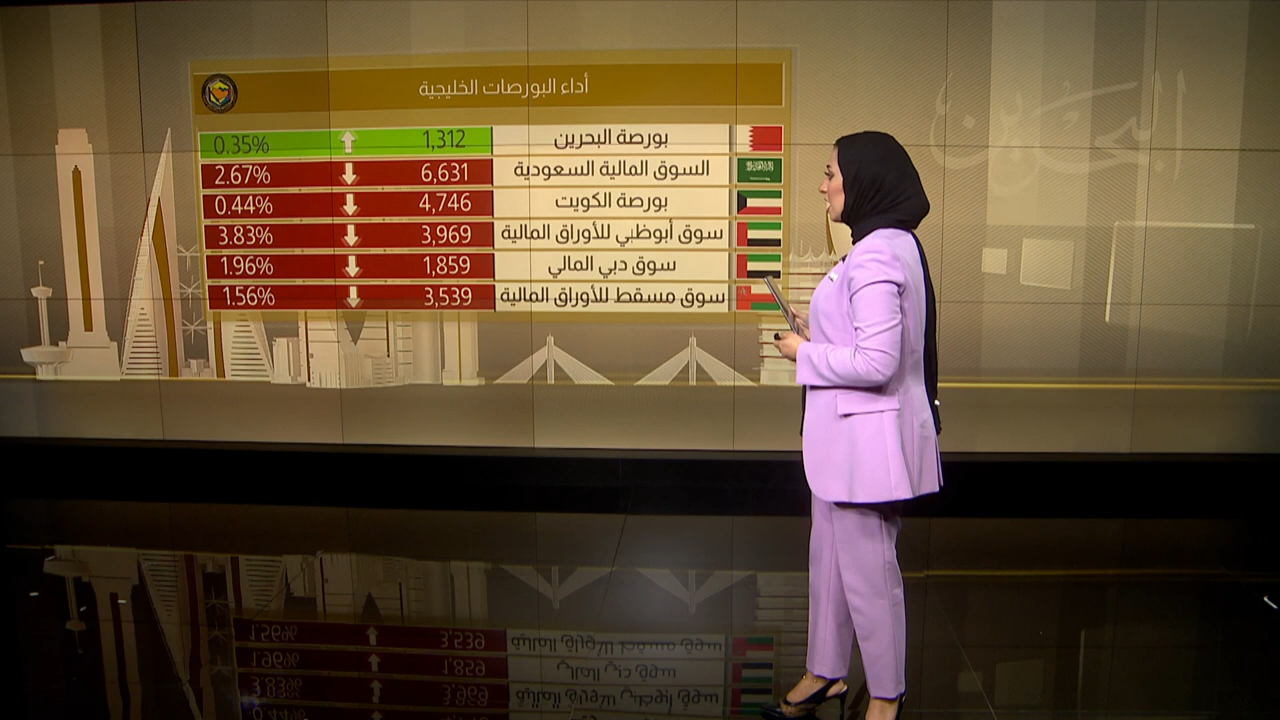 أداء البورصات الخليجية
بورصة البحرين 1,312 0.35%
السوق المالية السعودية 6,631 2.67%
بورصة الكويت 4,746 0.44%
سوق أبوظبي للأوراق المالية 3,969 3.83%
سوق دبي المالي 1,859 1.96%
سوق مسقط للأوراق المالية 3,539 1.56%
البحرين